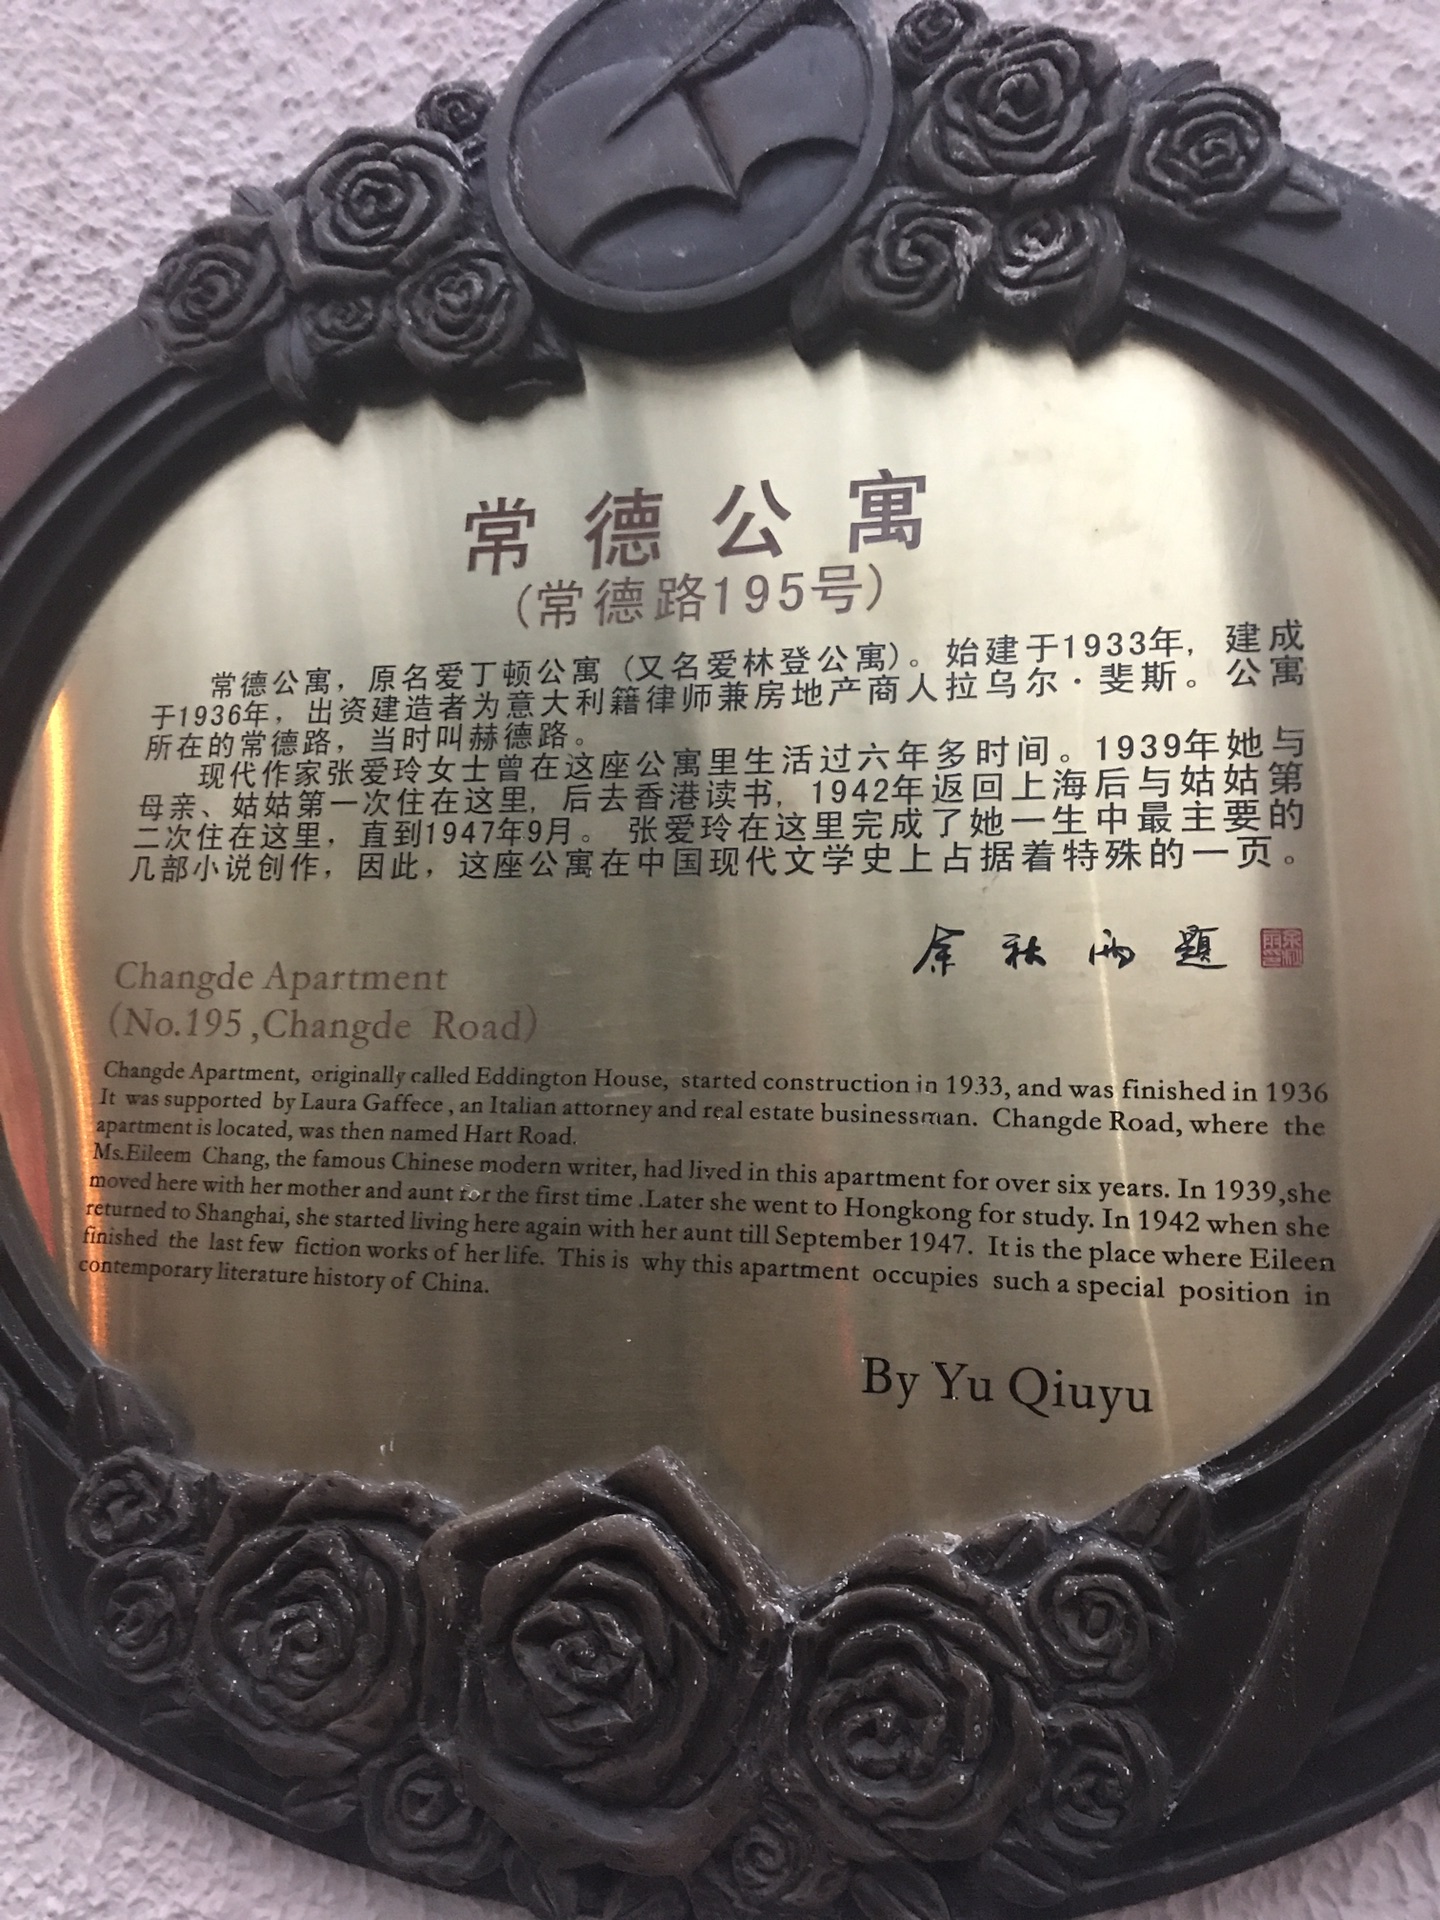 常德公寓
(常德路195号)
常德公寓，原名爱丁顿公寓 (又名爱林登公寓)。始建于1933年，建成
于1936年，出资建造者为意大利籍律师兼房地产商人拉乌尔·斐斯。公寓
所在的常德路，当时叫赫德路。
现代作家张爱玲女士曾在这座公寓里生活过六年多时间。1939年她与
母亲、姑姑第一次住在这里，后去香港读书，1942年返回上海后与姑姑第
二次住在这里，直到1947年9月。张爱玲在这里完成了她一生中最主要的
几部小说创作，因此，这座公寓在中国现代文学史上占据着特殊的一页。
余秋雨 题
Changde Apartment
(No.195 ,Changde Road)
Changde Apartment, originally called Eddington House, started construction in 1933, and was finished in 1936
It was supported by Laura Gaffece , an Italian attorney and real estate businessman. Changde Road, where the
apartment is located, was then named Hart Road.
Ms.Eileem Chang, the famous Chinese modern writer, had lived in this apartment for over six years. In 1939,she
moved here with her mother and aunt for the first time .Later she went to Hongkong for study. In 1942 when she
returned to Shanghai, she started living here again with her aunt till September 1947. It is the place where Eileen
finished the last few fiction works of her life. This is why this apartment occupies such a special position in
contemporary literature history of China.
By Yu Qiuyu